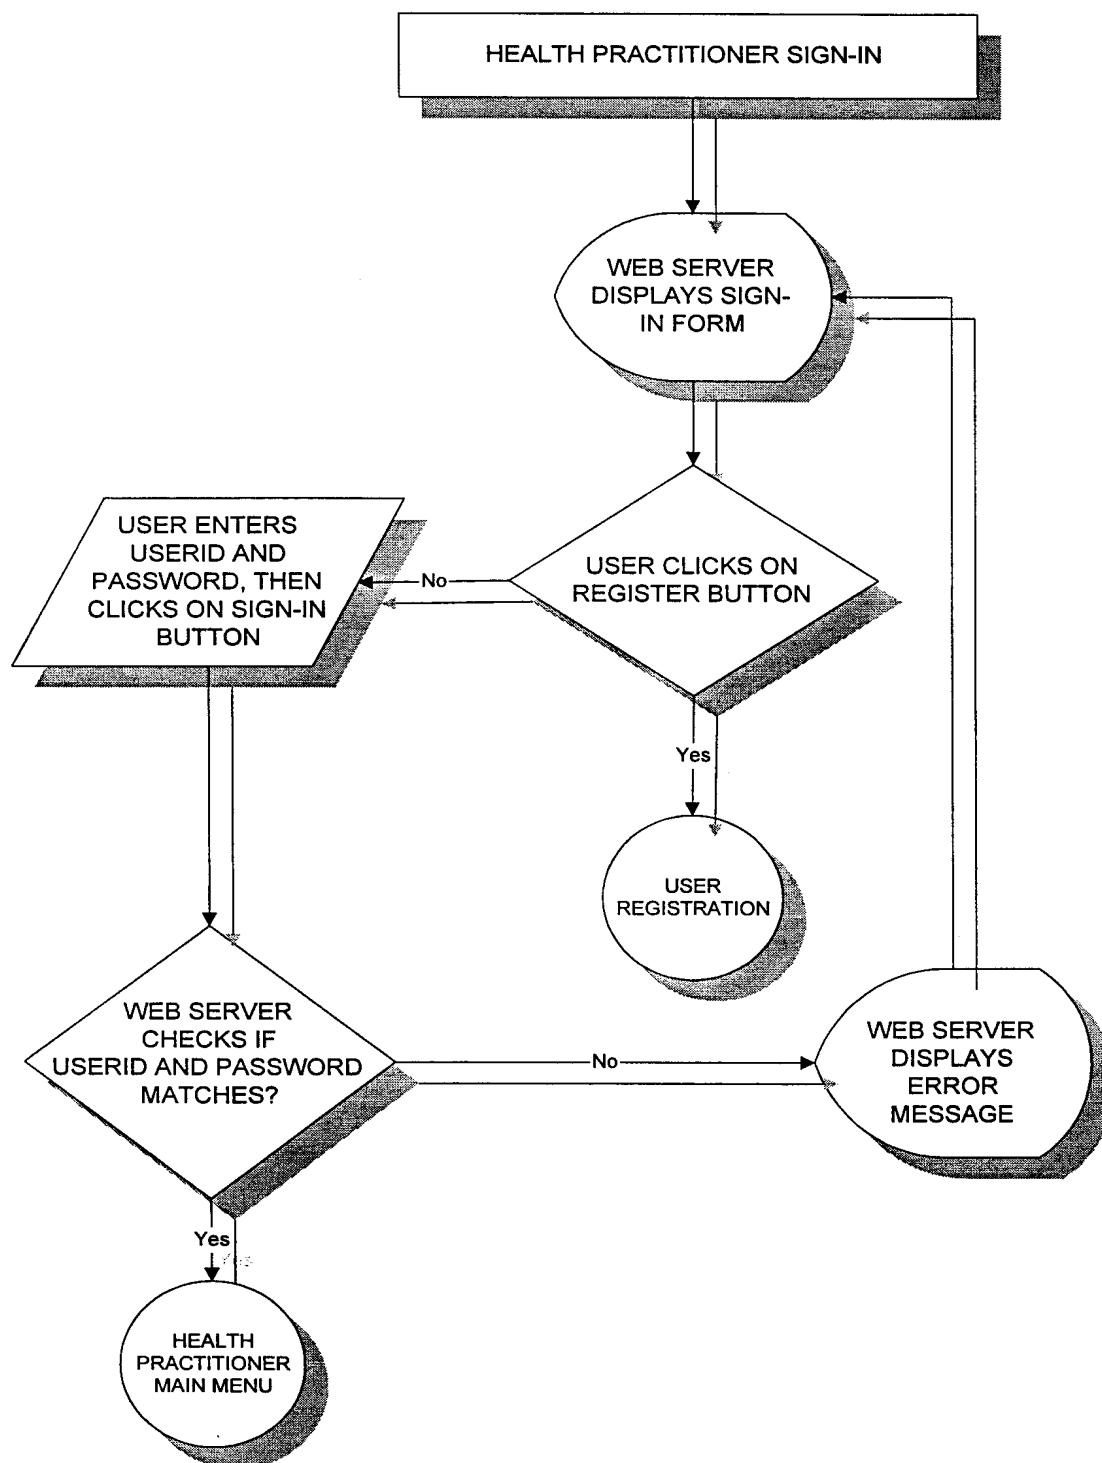 HEALTH PRACTITIONER SIGN-IN
WEB SERVER
DISPLAYS SIGN-
IN FORM
USER ENTERS
USERID AND
PASSWORD, THEN
CLICKS ON SIGN-IN
BUTTON
No
USER CLICKS ON
REGISTER BUTTON
Yes
USER
REGISTRATION
WEB SERVER
CHECKS IF
USERID AND PASSWORD
MATCHES?
No
WEB SERVER
DISPLAYS
ERROR
MESSAGE
Yes
Yes
HEALTH
PRACTITIONER
MAIN MENU